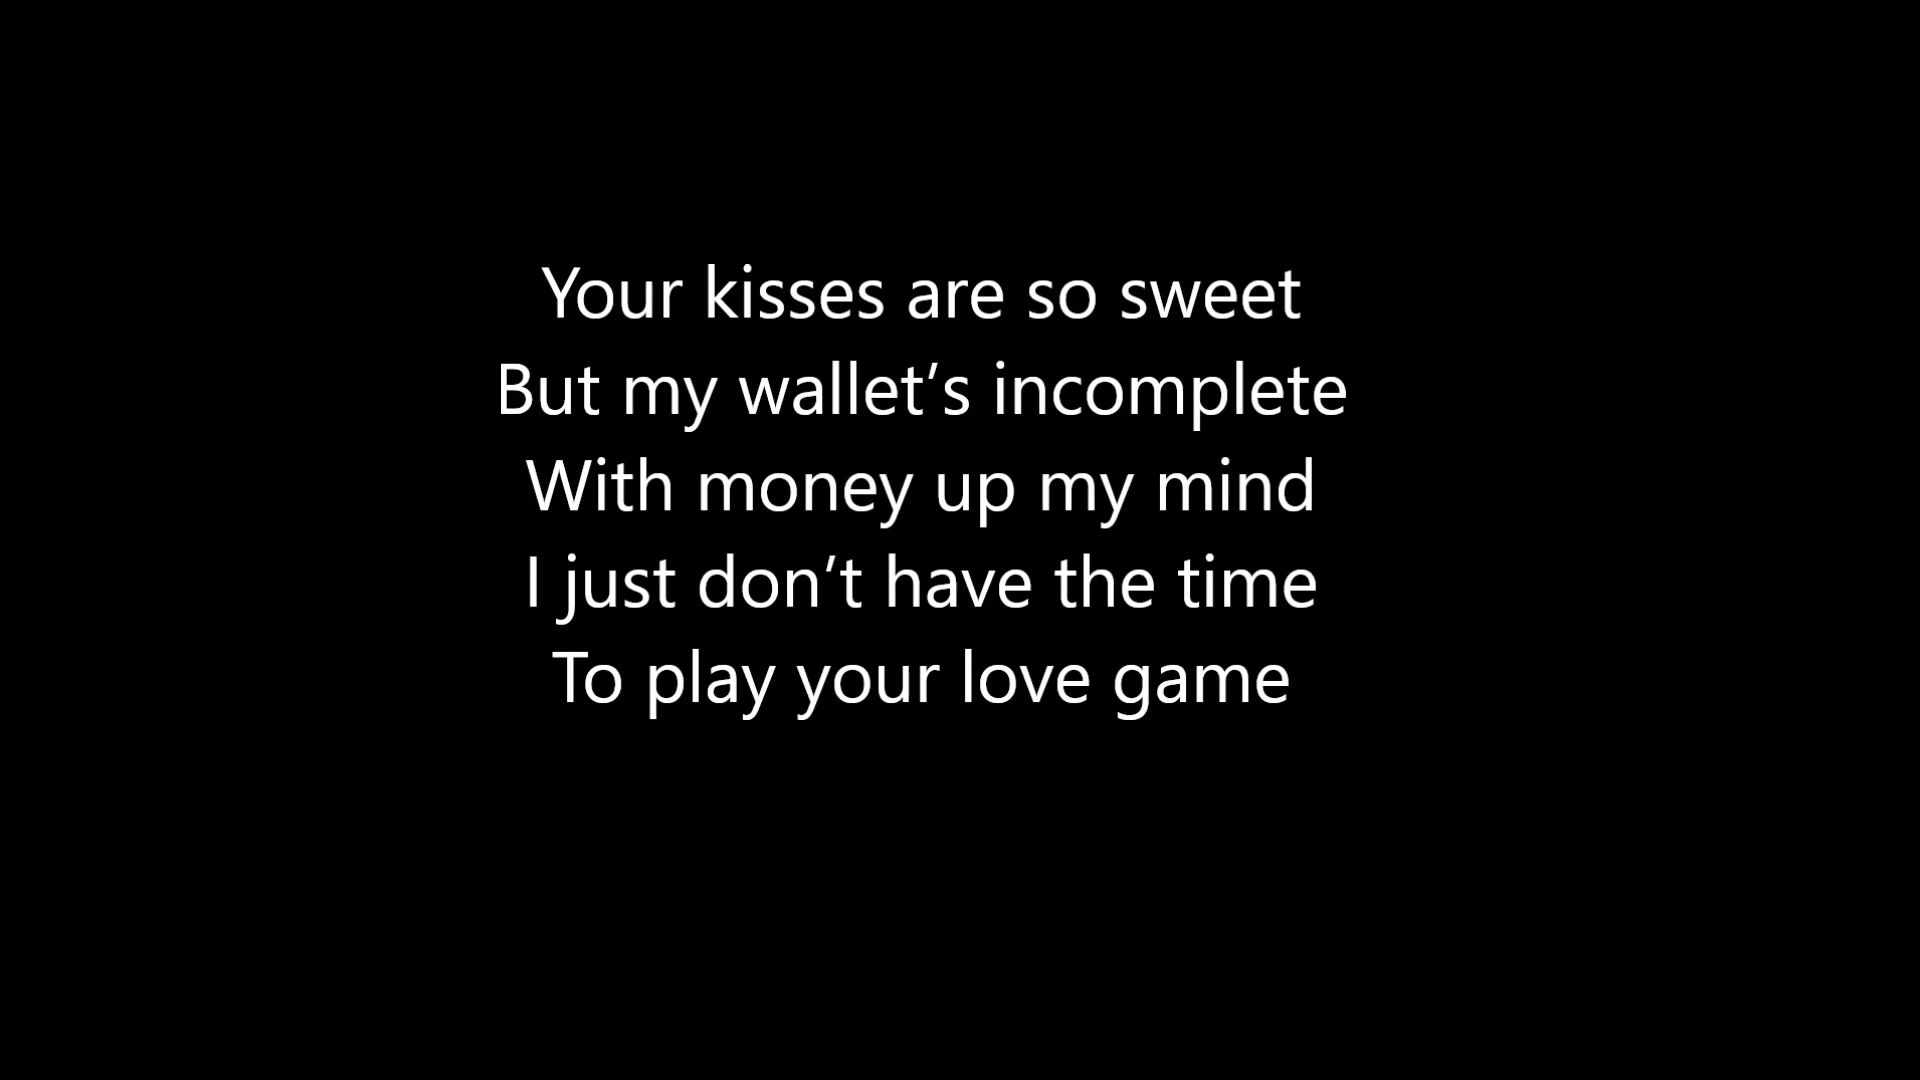 Your kisses are so sweet
But my wallet’s incomplete
With money up my mind
I just don’t have the time
To play your love game